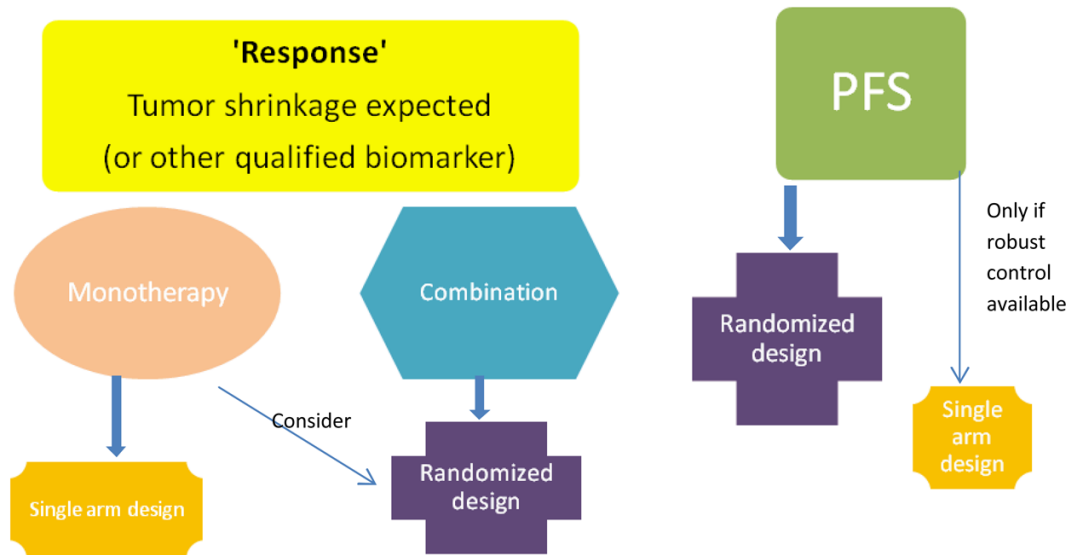 'Response'
Tumor shrinkage expected
(or other qualified biomarker)
Monotherapy
Combination
Consider
Single arm design
Randomized
design
PFS
Only if
robust
control
available
Randomized
design
Single
arm
design